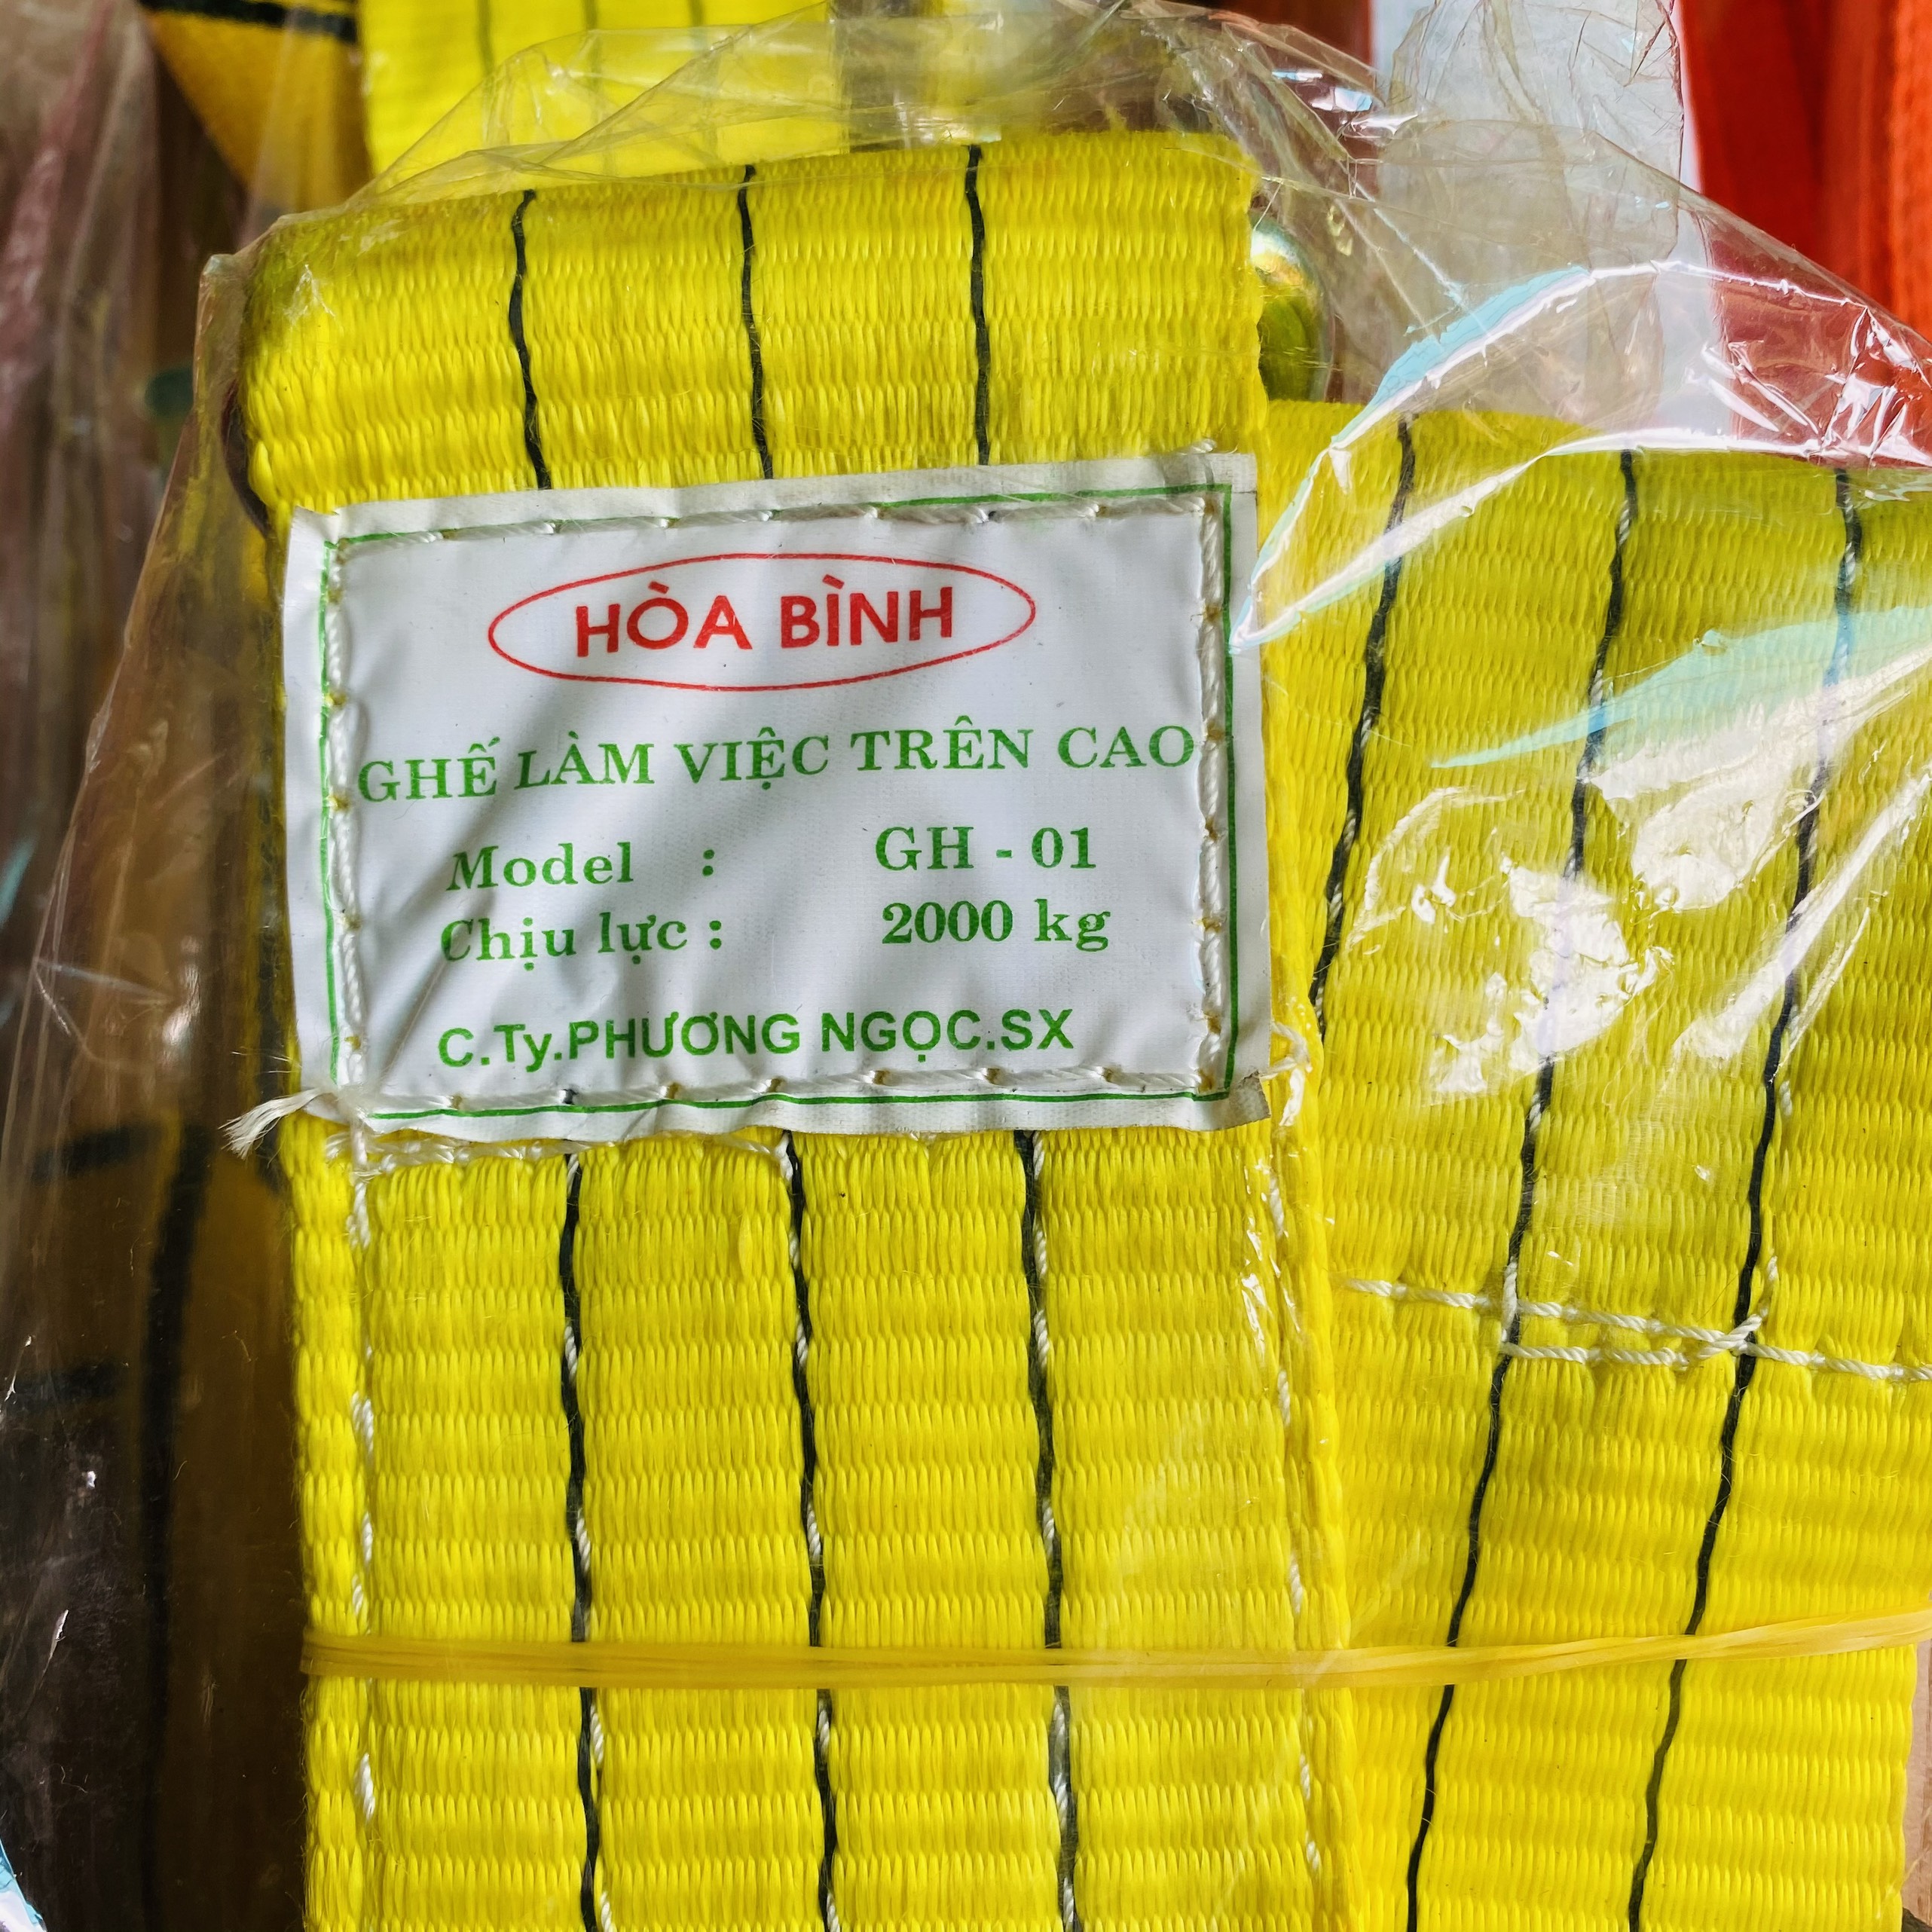 HÒA BÌNH
GHẾ LÀM VIỆC TRÊN CAO
Model : GH - 01
Chịu lực : 2000 kg
C.Ty.PHƯƠNG NGỌC.SX